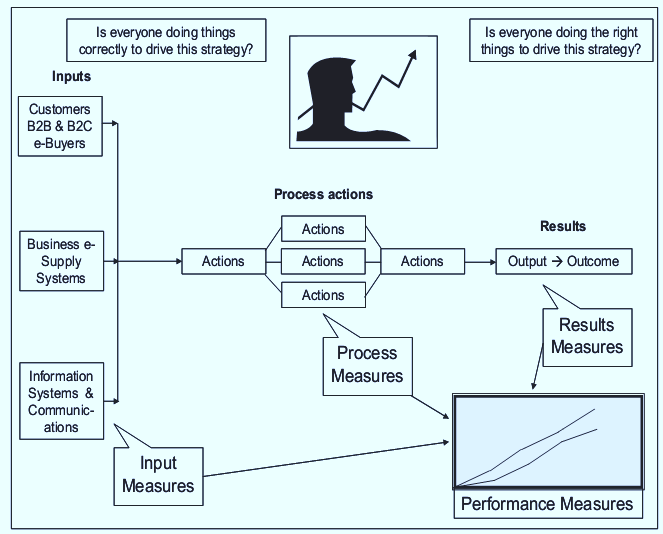 Is everyone doing things
correctly to drive this strategy?
Is everyone doing the right
things to drive this strategy?
Inputs
Customers
B2B & B2C
e-Buyers
Process actions
Actions
Results
Business e-
Supply
Systems
Actions
Actions
Actions
Output → Outcome
Actions
Results
Measures
Process
Measures
Information
Systems &
Communic-
ations
Input
Measures
Performance Measures